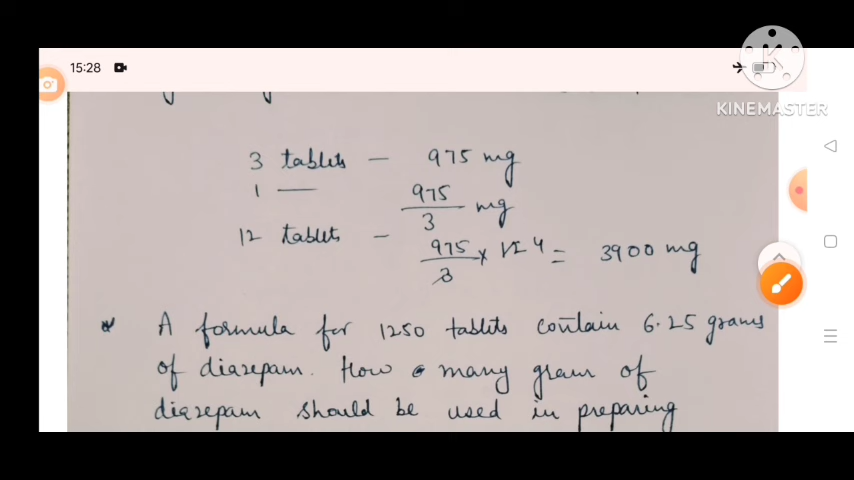 15:28
KINEMASTER
3 tablets — 975 mg
1 — 975/3 mg
12 tablets — 975/3 x 12 4 = 3900 mg
* A formula for 1250 tablets contain 6.25 grams
of diazepam. How many gram of
diazepam should be used in preparing